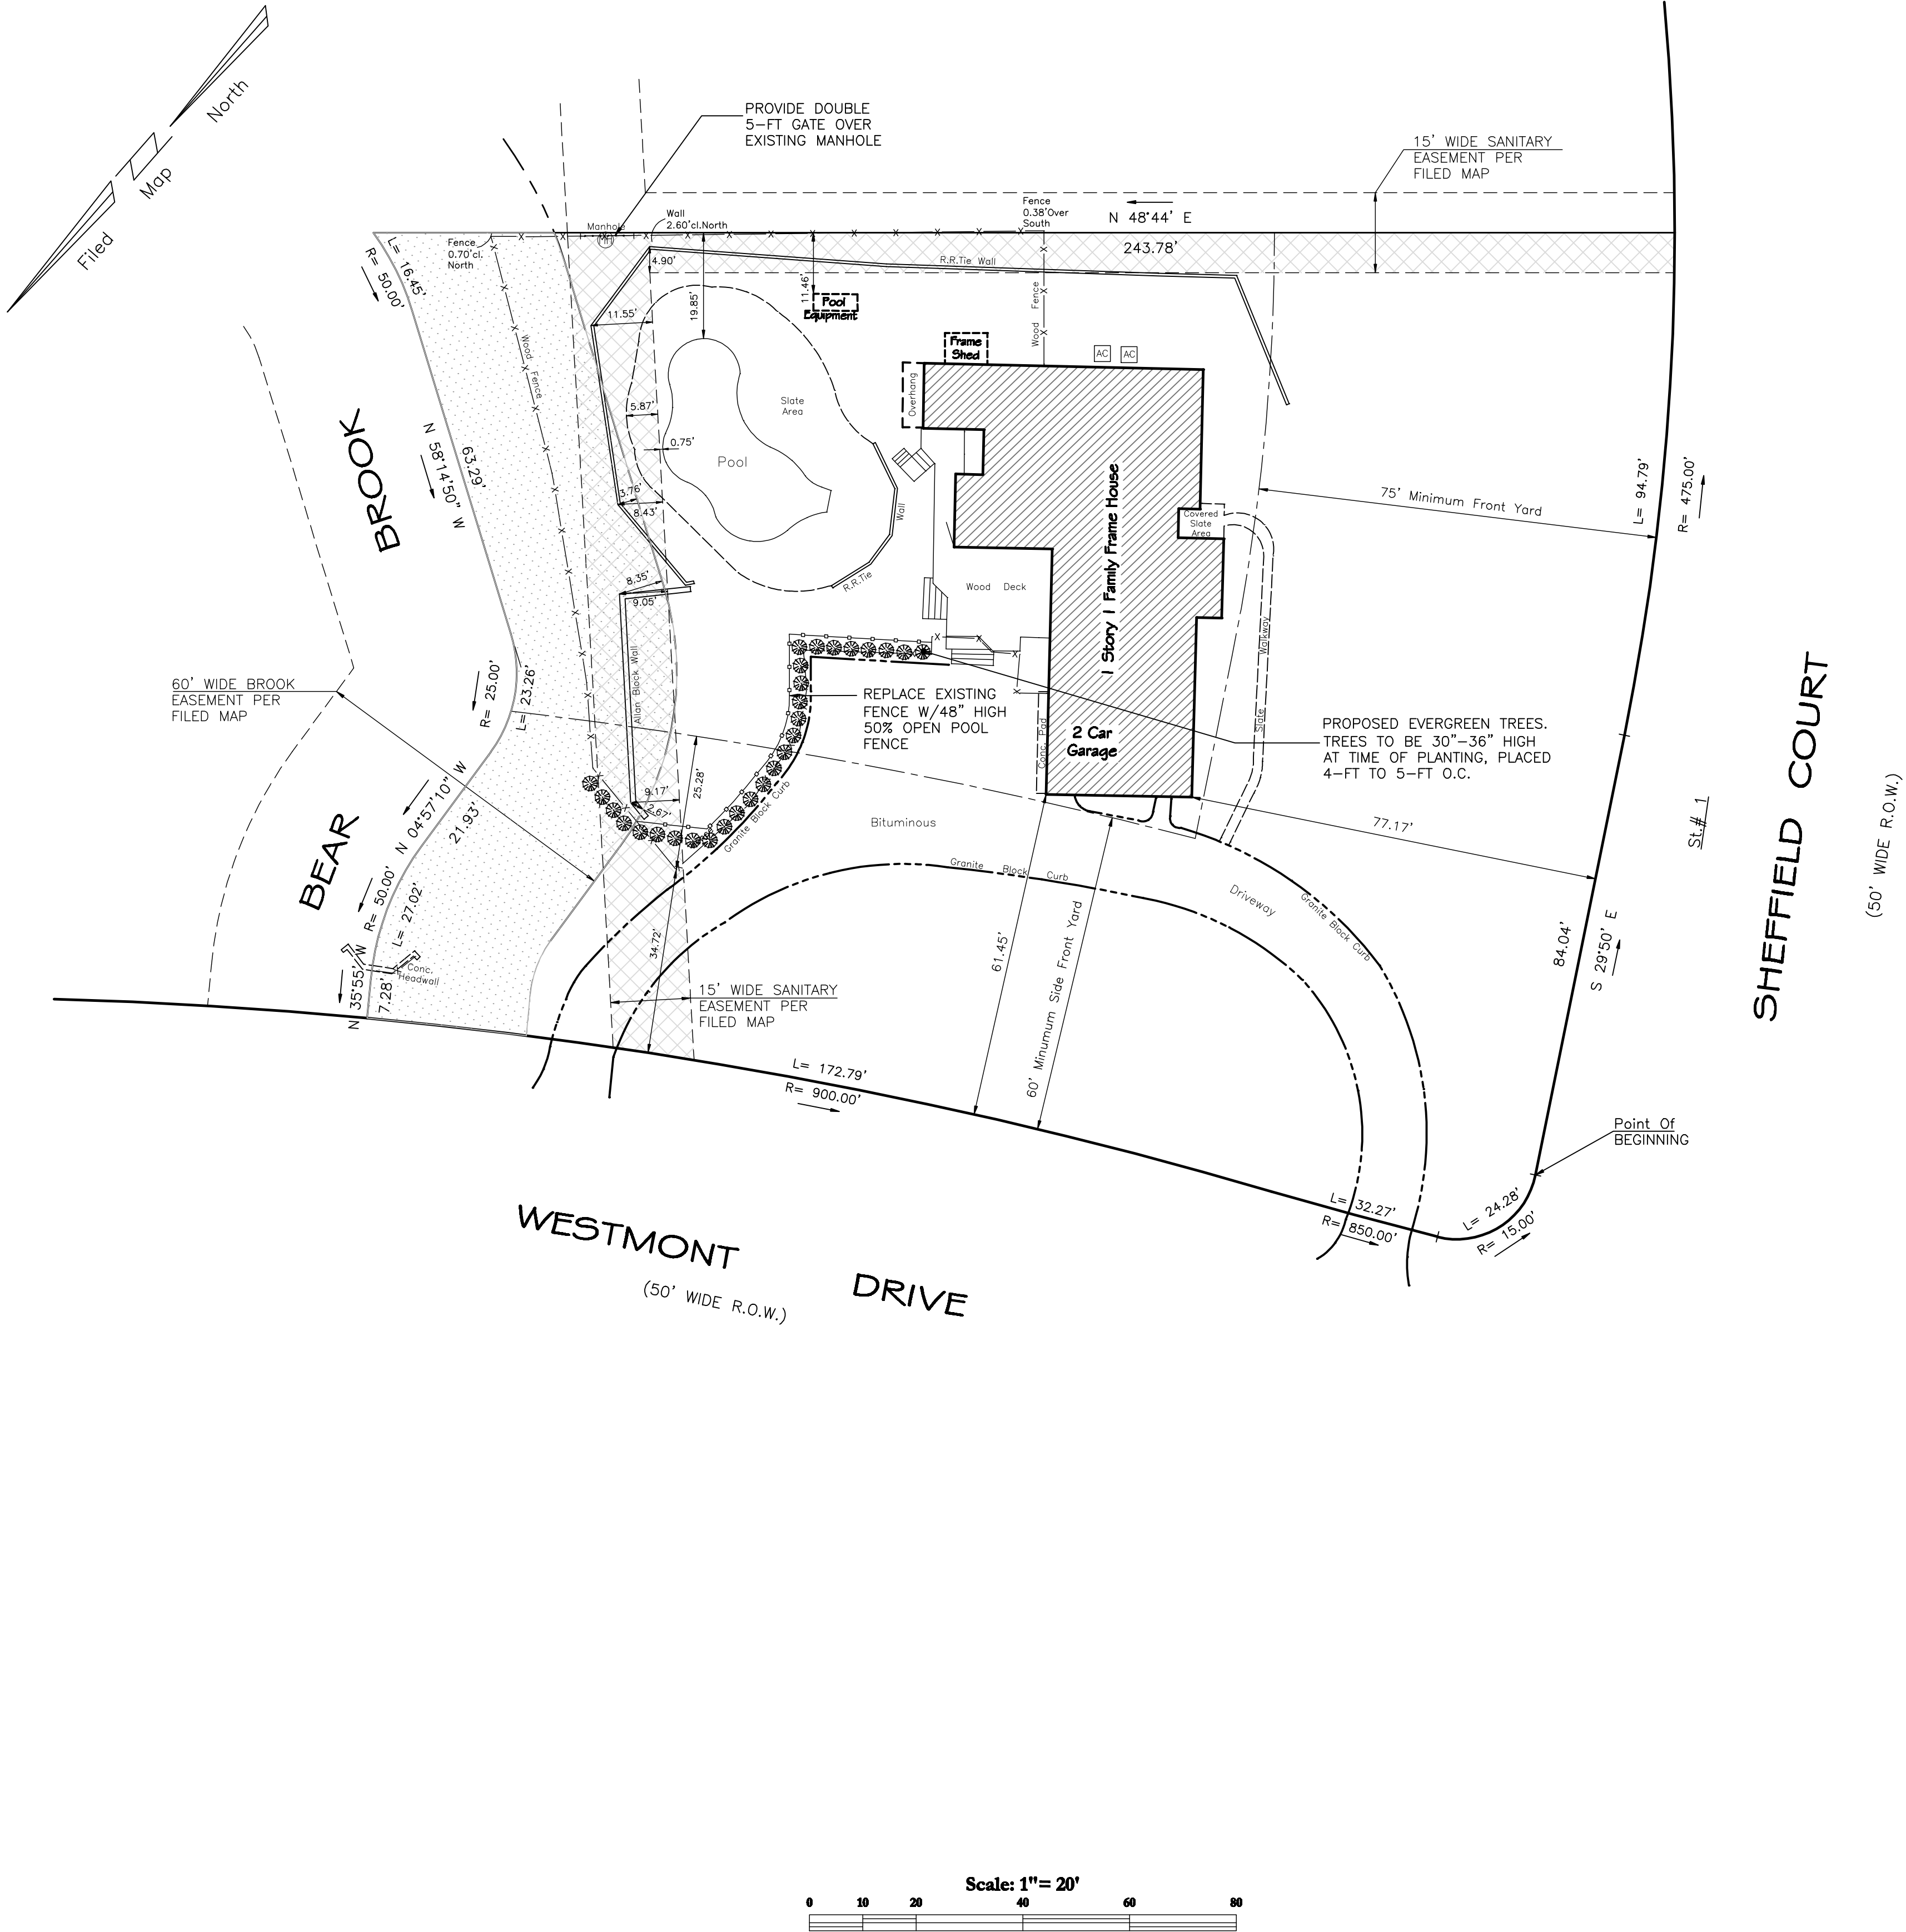 North
Map
Filed
PROVIDE DOUBLE
5-FT GATE OVER
EXISTING MANHOLE
15' WIDE SANITARY
EASEMENT PER
FILED MAP
Wall
2.60'cl.North
Fence
0.38'Over
South
N 48°44' E
243.78'
Manhole
MH
Fence
0.70'cl.
North
L= 16.45'
R= 50.00'
4.90'
R.R.Tie Wall
19.85'
11.46'
Pool
Equipment
11.55'
Wood Fence
Wood Fence
Frame
Shed
AC
AC
Overhang
Slate
Area
5.87'
0.75'
Pool
BROOK
N 58°14'50" W
63.29'
3.76'
8.43'
Wall
R.R.Tie
1 Story 1 Family Frame House
Covered
Slate
Area
75' Minimum Front Yard
L= 94.79'
R= 475.00'
8.35'
9.05'
Wood Deck
Allan Block Wall
Slate Walkway
60' WIDE BROOK
EASEMENT PER
FILED MAP
R= 25.00'
L= 23.26'
REPLACE EXISTING
FENCE W/48" HIGH
50% OPEN POOL
FENCE
Conc. Pad
2 Car
Garage
PROPOSED EVERGREEN TREES.
TREES TO BE 30"-36" HIGH
AT TIME OF PLANTING, PLACED
4-FT TO 5-FT O.C.
SHEFFIELD COURT
(50' WIDE R.O.W.)
St.# 1
N 04°57'10" W
21.93'
25.28'
9.17'
2.67'
Granite Block Curb
Bituminous
77.17'
BEAR
R= 50.00'
L= 27.02'
Granite Block Curb
Driveway
Granite Block Curb
84.04'
S 29°50' E
34.72'
61.45'
60' Minumum Side Front Yard
Conc.
Headwall
N 35°55' W
7.28'
15' WIDE SANITARY
EASEMENT PER
FILED MAP
L= 172.79'
R= 900.00'
Point Of
BEGINNING
L= 32.27'
R= 850.00'
L= 24.28'
R= 15.00'
WESTMONT DRIVE
(50' WIDE R.O.W.)
Scale: 1"= 20'
0 10 20 40 60 80